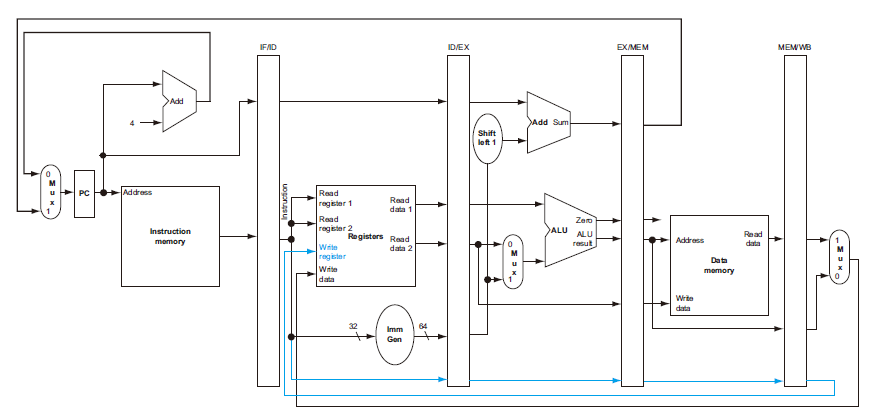 IF/ID
ID/EX
EX/MEM
MEM/WB
Add
4
Add Sum
Shift
left 1
0
M
u
x
1
PC
Address
Instruction
memory
Instruction
Read
register 1
Read
register 2
Registers
Write
register
Write
data
Read
data 1
Read
data 2
0
M
u
x
1
ALU
Zero
ALU
result
Address
Read
data
Data
memory
Write
data
1
M
u
x
0
32
Imm
Gen
64